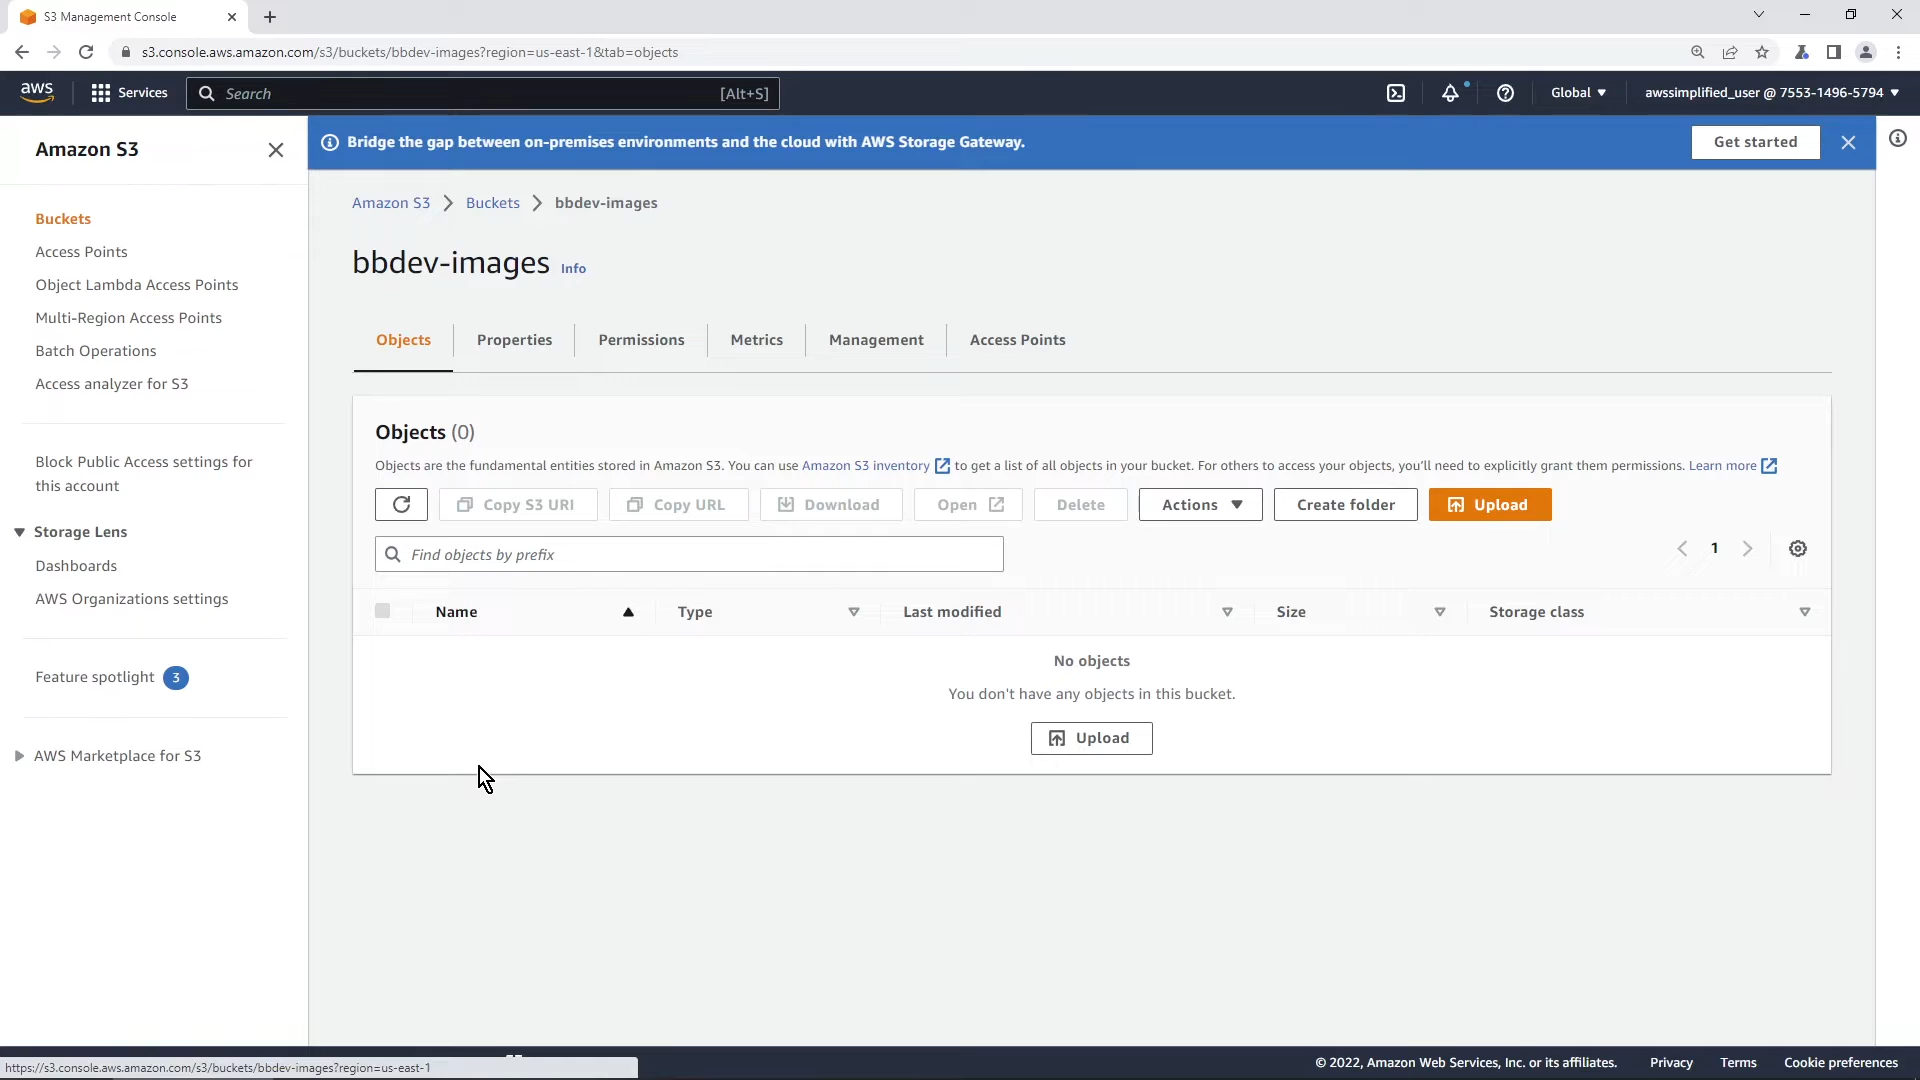 S3 Management Console
s3.console.aws.amazon.com/s3/buckets/bbdev-images?region=us-east-1&tab=objects
aws
Services
Search
[Alt+S]
Global
awssimplified_user @ 7553-1496-5794
Amazon S3
Bridge the gap between on-premises environments and the cloud with AWS Storage Gateway.
Get started
Buckets
Access Points
Object Lambda Access Points
Multi-Region Access Points
Batch Operations
Access analyzer for S3
Block Public Access settings for
this account
Storage Lens
Dashboards
AWS Organizations settings
Feature spotlight 3
AWS Marketplace for S3
Amazon S3 > Buckets > bbdev-images
bbdev-images Info
Objects Properties Permissions Metrics Management Access Points
Objects (0)
Objects are the fundamental entities stored in Amazon S3. You can use Amazon S3 inventory to get a list of all objects in your bucket. For others to access your objects, you'll need to explicitly grant them permissions. Learn more
Copy S3 URI Copy URL Download Open Delete Actions Create folder Upload
Find objects by prefix
1
Name Type Last modified Size Storage class
No objects
You don't have any objects in this bucket.
Upload
https://s3.console.aws.amazon.com/s3/buckets/bbdev-images?region=us-east-1
© 2022, Amazon Web Services, Inc. or its affiliates. Privacy Terms Cookie preferences